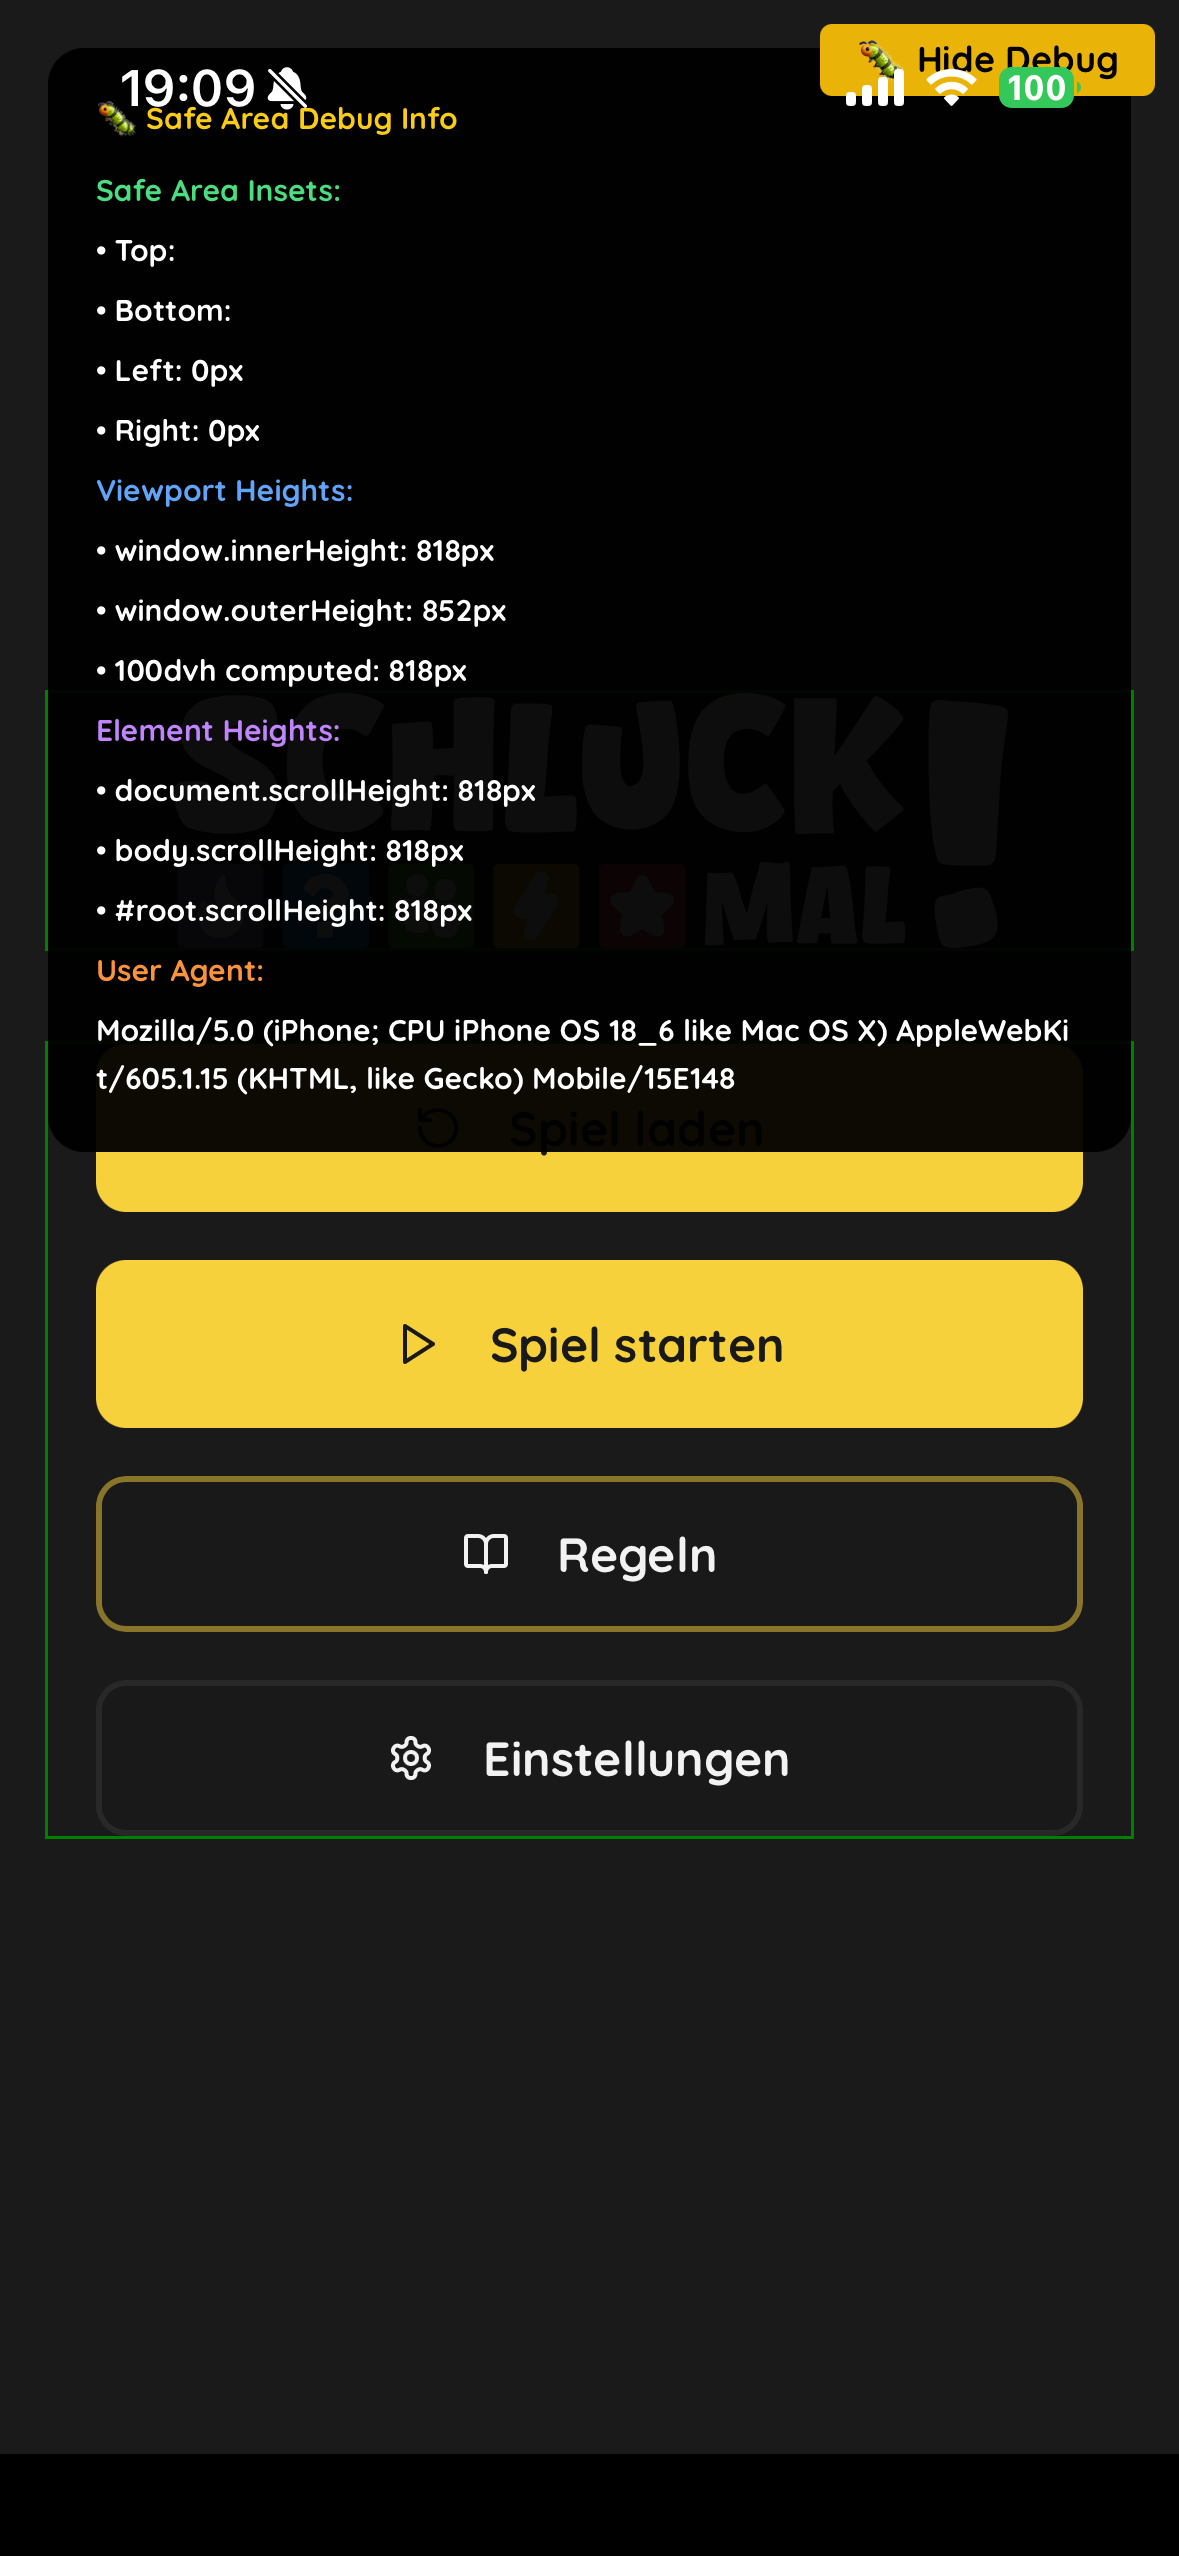 19:09
🐛 Hide Debug
100
🐛 Safe Area Debug Info
Safe Area Insets:
• Top:
• Bottom:
• Left: 0px
• Right: 0px
Viewport Heights:
• window.innerHeight: 818px
• window.outerHeight: 852px
• 100dvh computed: 818px
SCHLUCK!
Element Heights:
• document.scrollHeight: 818px
• body.scrollHeight: 818px
? MAL
• #root.scrollHeight: 818px
User Agent:
Mozilla/5.0 (iPhone; CPU iPhone OS 18_6 like Mac OS X) AppleWebKi
t/605.1.15 (KHTML, like Gecko) Mobile/15E148
Spiel laden
Spiel starten
Regeln
Einstellungen